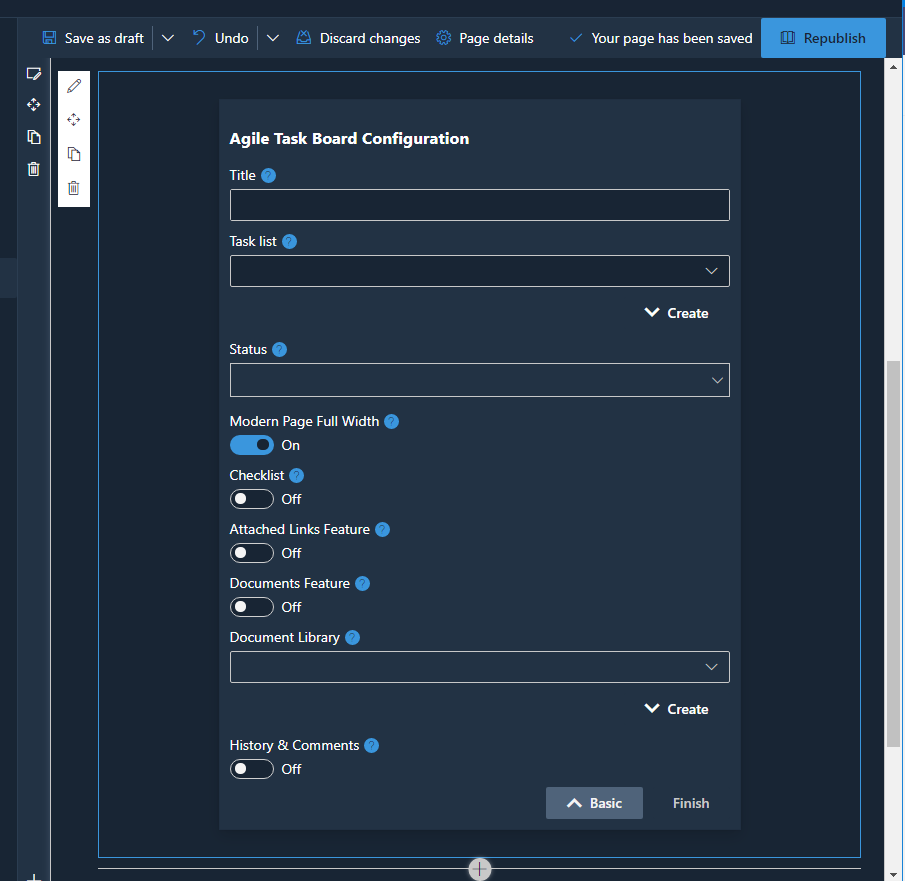 Save as draft Undo Discard changes Page details Your page has been saved Republish
Agile Task Board Configuration
Title ?
Task list ?
Create
Status ?
Modern Page Full Width ?
On
Checklist ?
Off
Attached Links Feature ?
Off
Documents Feature ?
Off
Document Library ?
Create
History & Comments ?
Off
Basic Finish